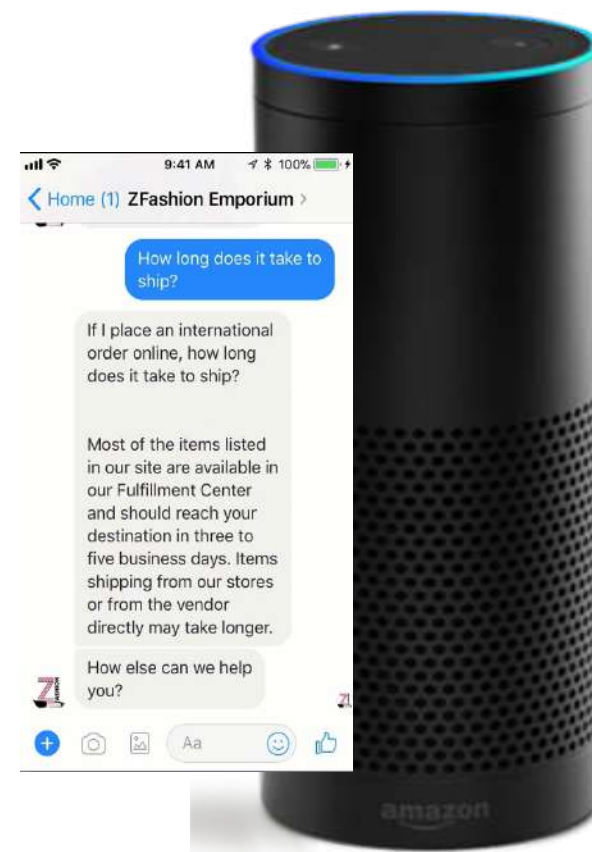 9:41 AM
100%
Home (1) ZFashion Emporium
How long does it take to
ship?
If I place an international
order online, how long
does it take to ship?
Most of the items listed
in our site are available in
our Fulfillment Center
and should reach your
destination in three to
five business days. Items
shipping from our stores
or from the vendor
directly may take longer.
How else can we help
you?
Aa
amazon